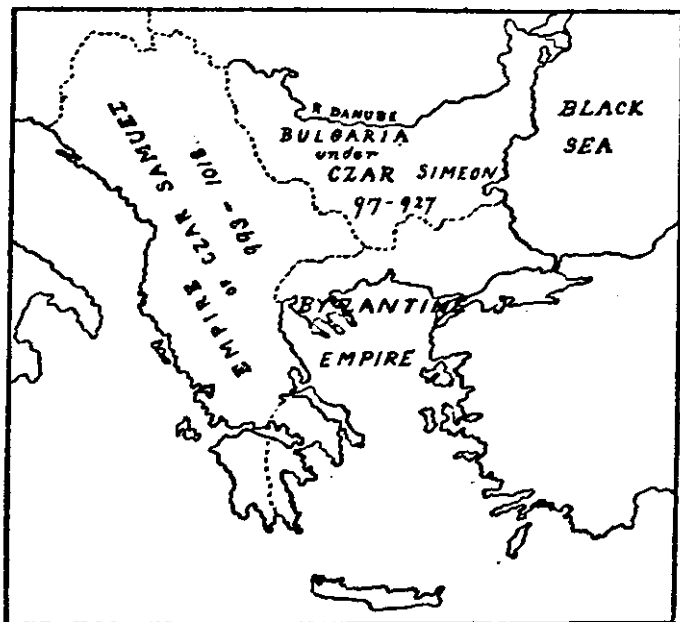 R DANUBE
BULGARIA
under
CZAR SIMEON
97-927
BLACK
SEA
EMPIRE
OF CZAR SAMUEL
993-1018.
BYZANTINE
EMPIRE